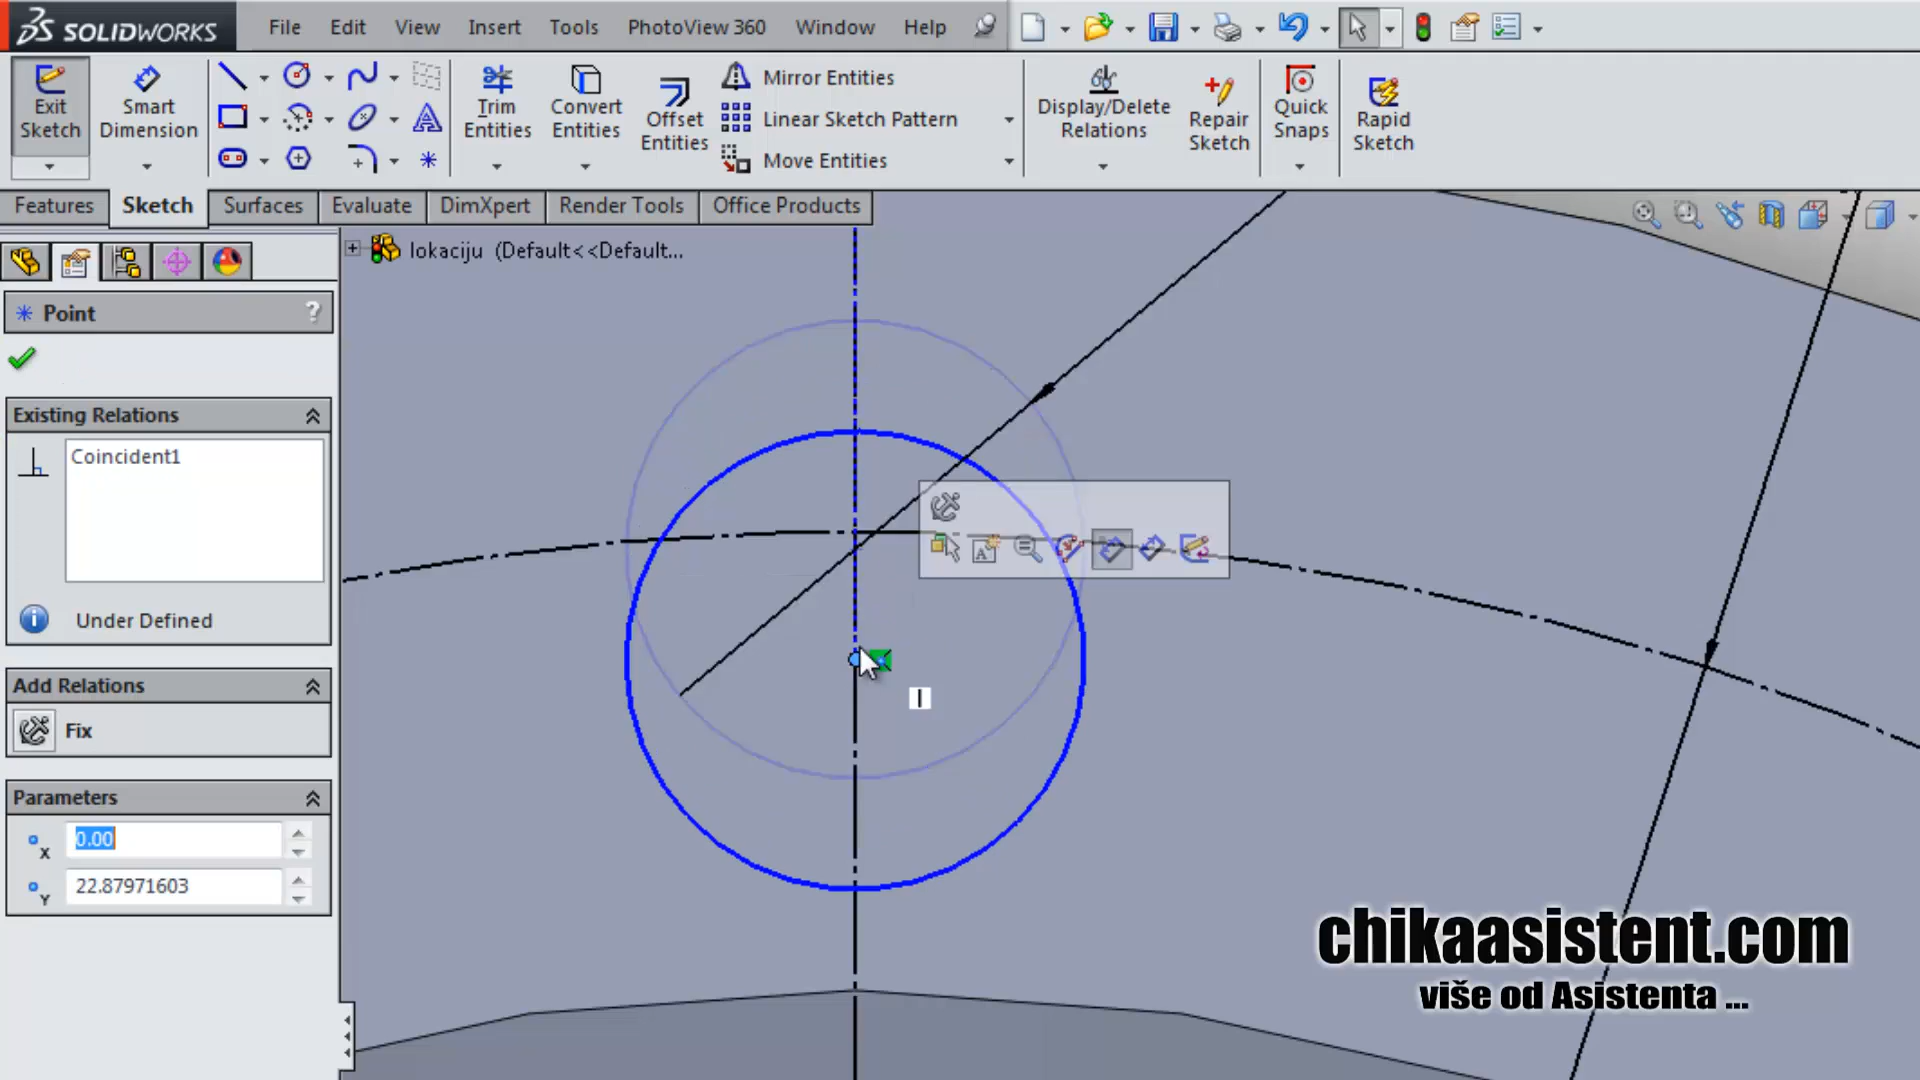 SOLIDWORKS
File Edit View Insert Tools PhotoView 360 Window Help
Exit Sketch
Smart Dimension
Trim Entities
Convert Entities
Offset Entities
Mirror Entities
Linear Sketch Pattern
Move Entities
Display/Delete Relations
Repair Sketch
Quick Snaps
Rapid Sketch
Features Sketch Surfaces Evaluate DimXpert Render Tools Office Products
lokaciju (Default<<Default...
Point ?
Existing Relations
Coincident1
Under Defined
Add Relations
Fix
Parameters
X 0.00
Y 22.87971603
chikaasistent.com
više od Asistenta ...